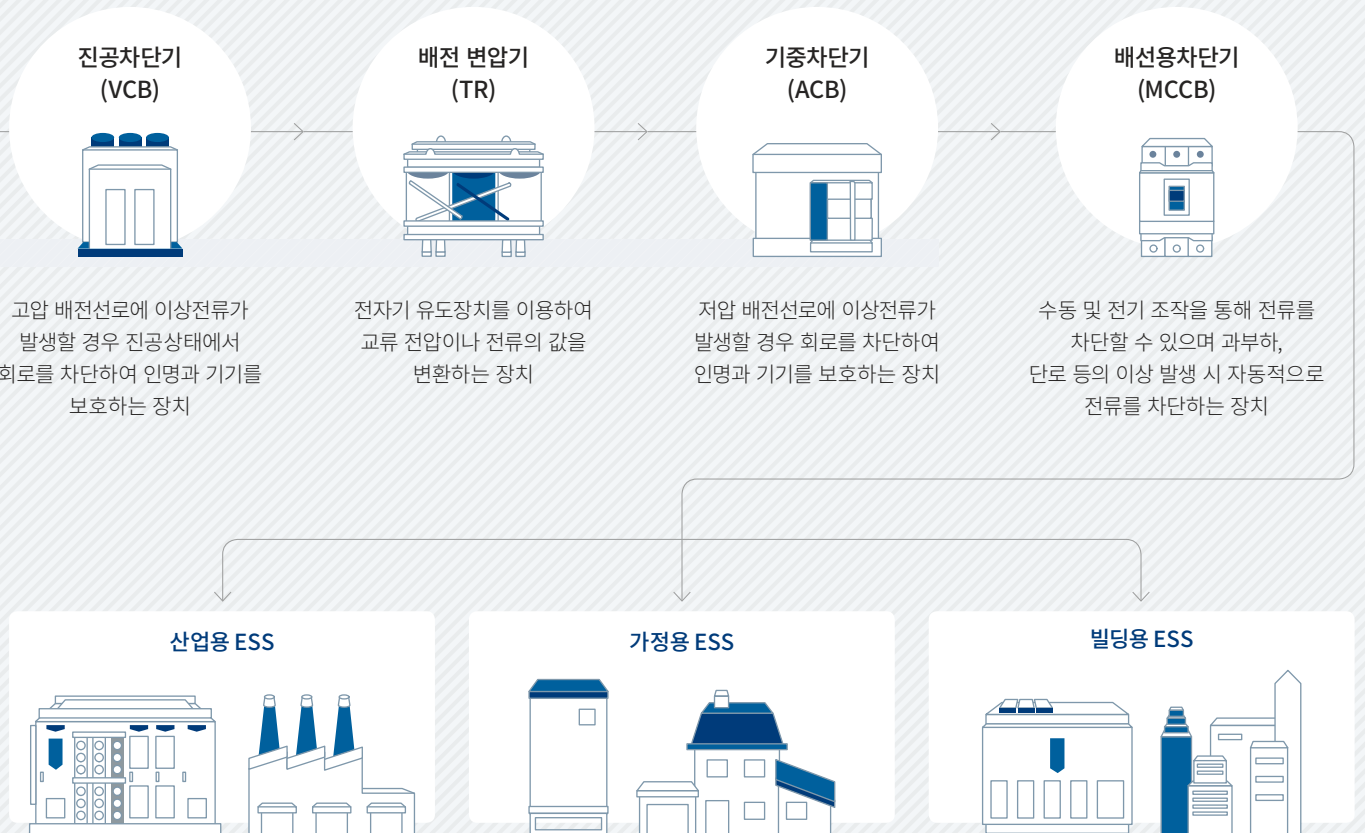 진공차단기
(VCB)
배전 변압기
(TR)
기중차단기
(ACB)
배선용차단기
(MCCB)
고압 배전선로에 이상전류가
발생할 경우 진공상태에서
회로를 차단하여 인명과 기기를
보호하는 장치
전자기 유도장치를 이용하여
교류 전압이나 전류의 값을
변환하는 장치
저압 배전선로에 이상전류가
발생할 경우 회로를 차단하여
인명과 기기를 보호하는 장치
수동 및 전기 조작을 통해 전류를
차단할 수 있으며 과부하,
단로 등의 이상 발생 시 자동적으로
전류를 차단하는 장치
산업용 ESS
가정용 ESS
빌딩용 ESS